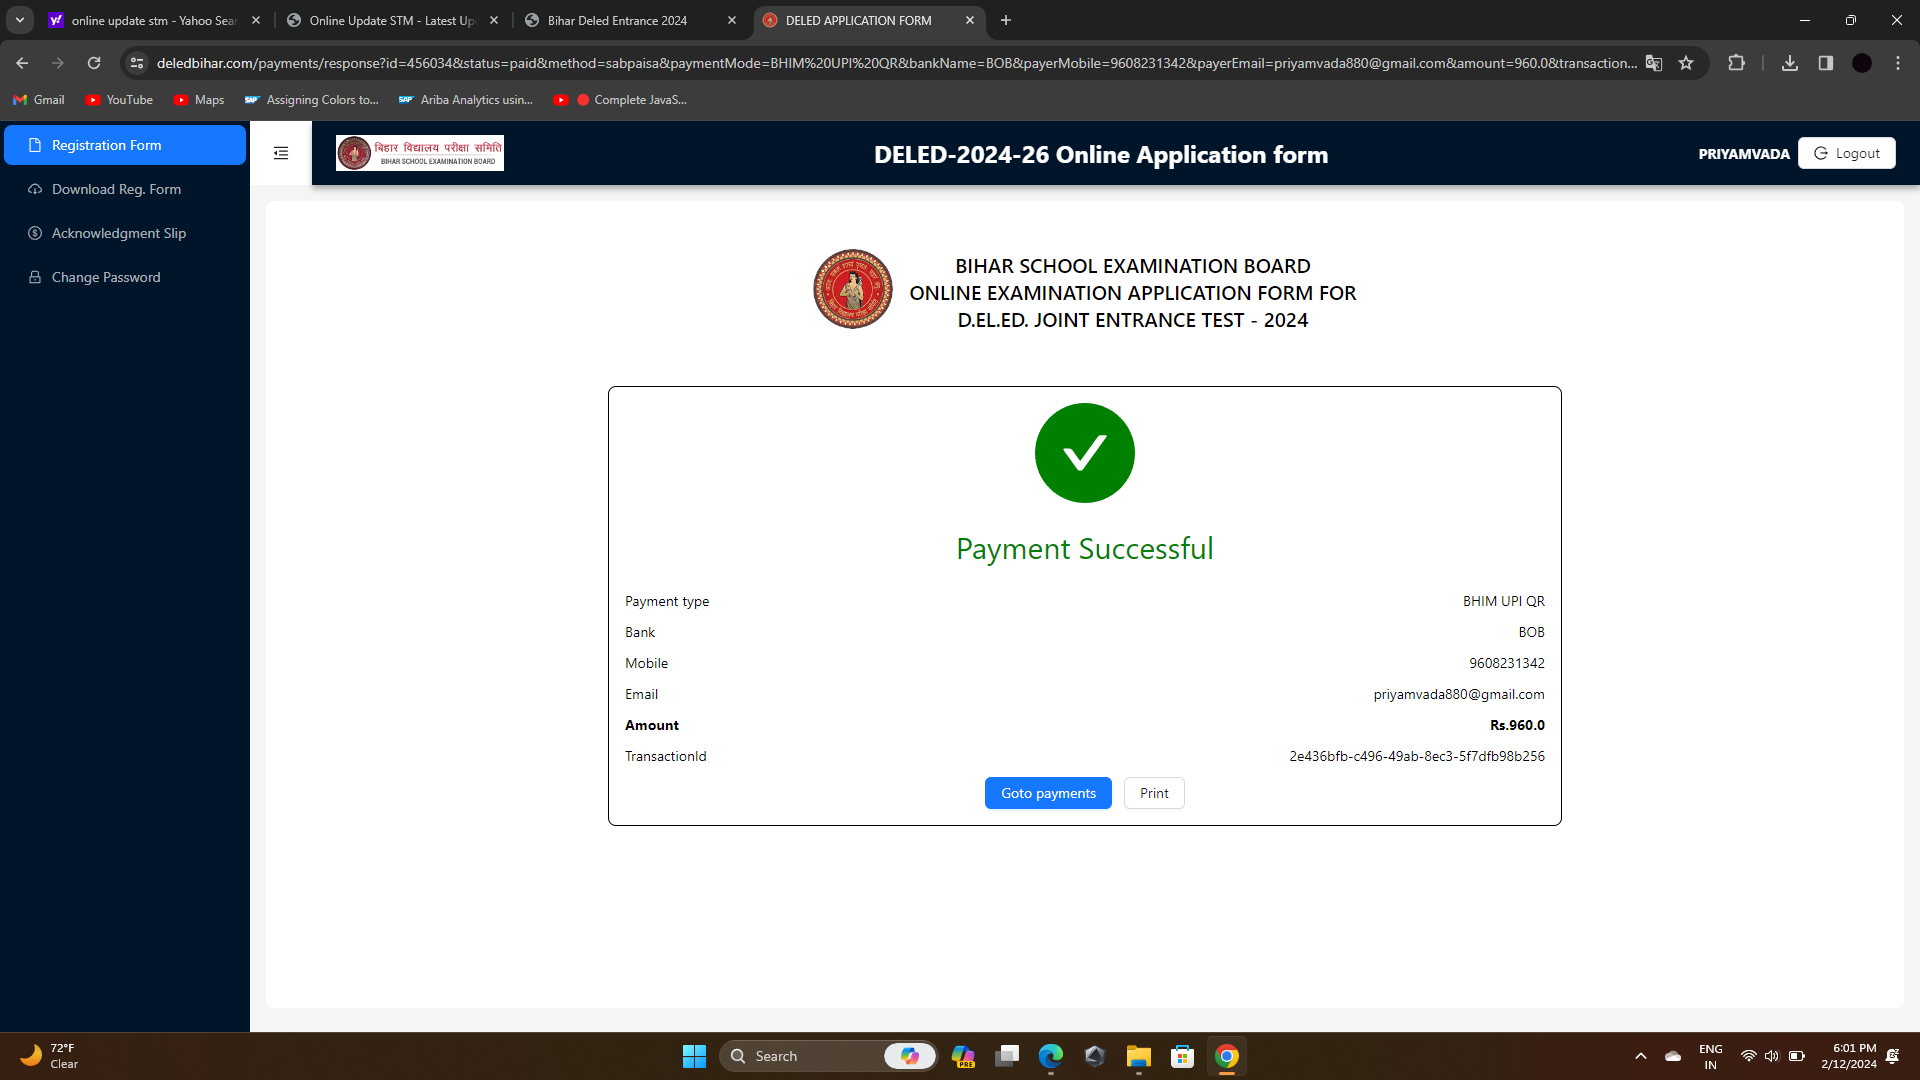 online update stm - Yahoo Sear
Online Update STM - Latest Up
Bihar Deled Entrance 2024
DELED APPLICATION FORM
deledbihar.com/payments/response?id=456034&status=paid&method=sabpaisa&paymentMode=BHIM%20UPI%20QR&bankName=BOB&payerMobile=9608231342&payerEmail=priyamvada880@gmail.com&amount=960.0&transaction...
Gmail
YouTube
Maps
Assigning Colors to...
Ariba Analytics usin...
Complete JavaS...
Registration Form
Download Reg. Form
Acknowledgment Slip
Change Password
बिहार विद्यालय परीक्षा समिति
BIHAR SCHOOL EXAMINATION BOARD
DELED-2024-26 Online Application form
PRIYAMVADA
Logout
BIHAR SCHOOL EXAMINATION BOARD
ONLINE EXAMINATION APPLICATION FORM FOR
D.EL.ED. JOINT ENTRANCE TEST - 2024
Payment Successful
Payment type BHIM UPI QR
Bank BOB
Mobile 9608231342
Email priyamvada880@gmail.com
Amount Rs.960.0
TransactionId 2e436bfb-c496-49ab-8ec3-5f7dfb98b256
Goto payments
Print
72°F
Clear
Search
PRE
ENG
IN
6:01 PM
2/12/2024